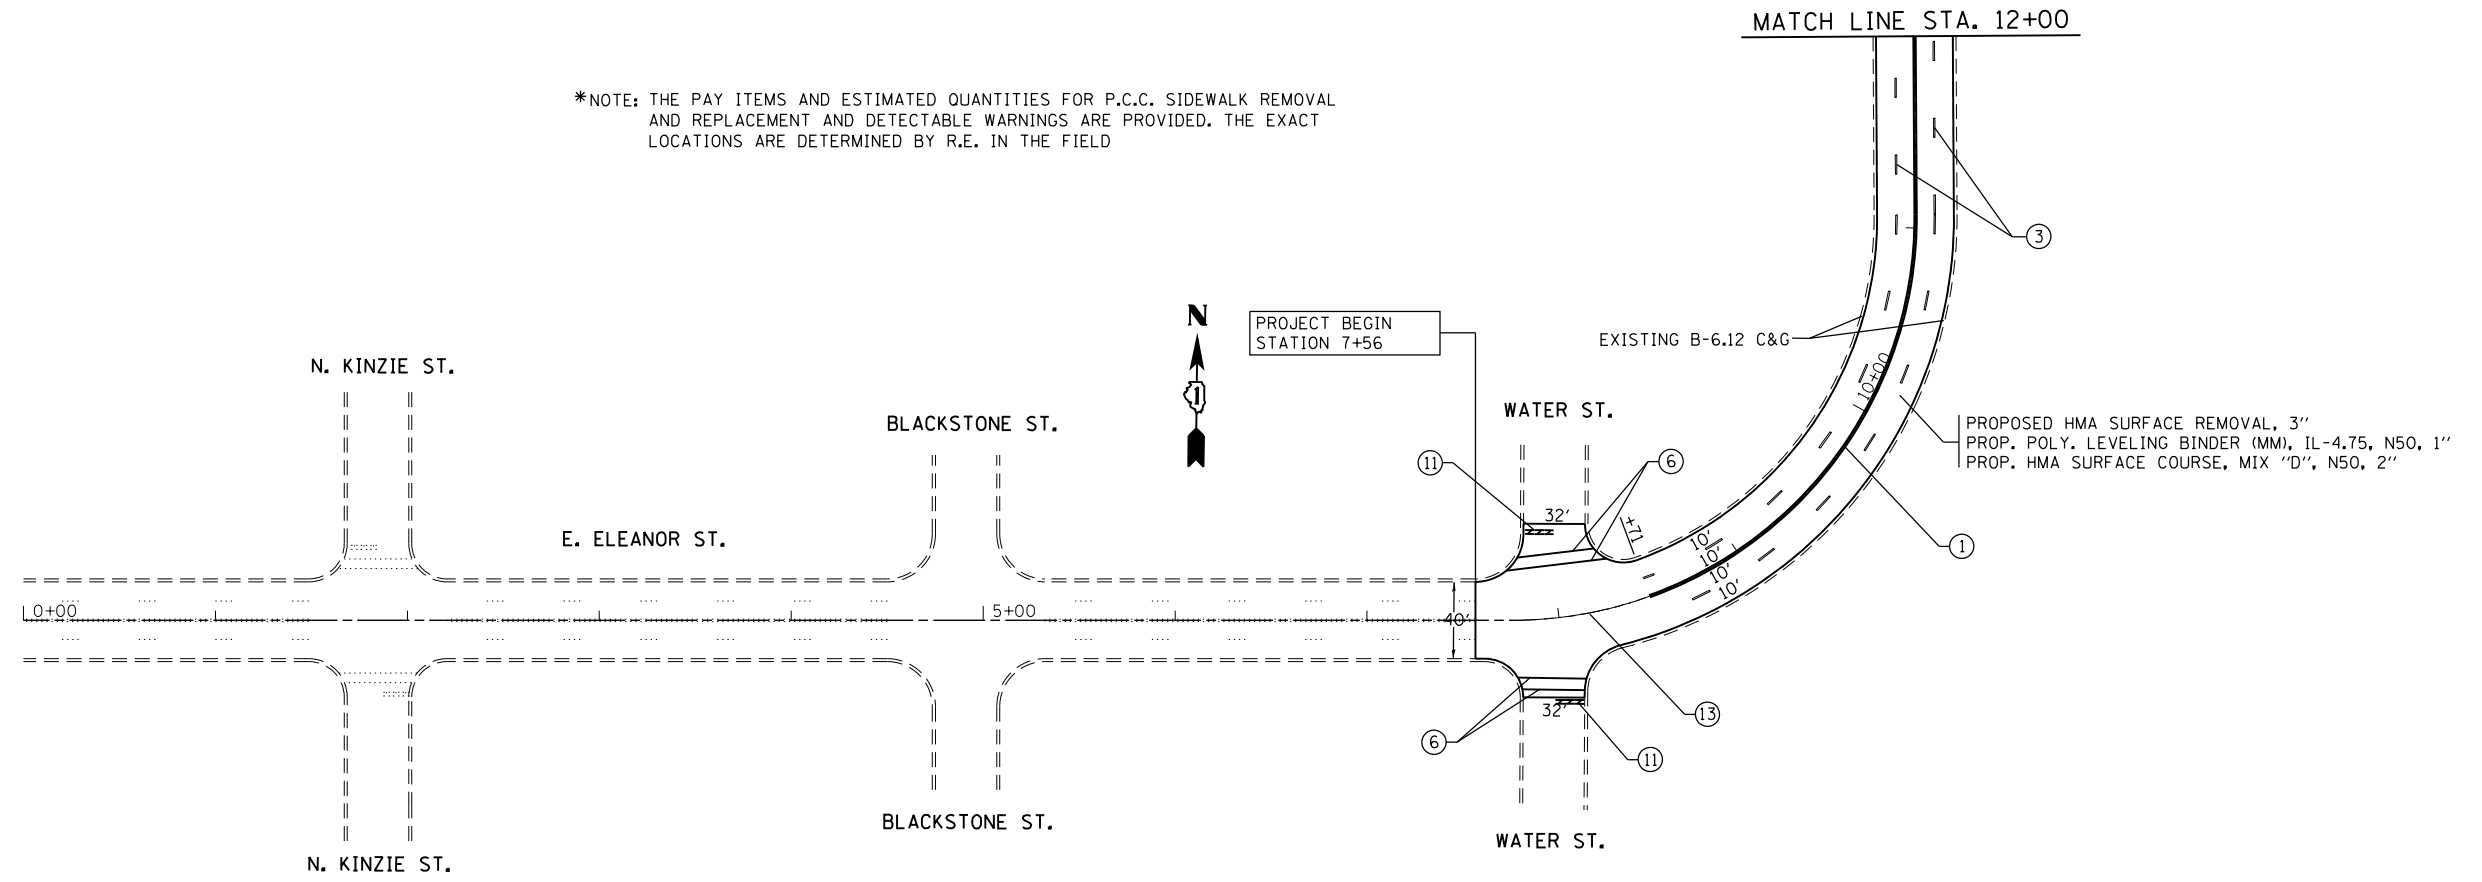 MATCH LINE STA. 12+00
*NOTE: THE PAY ITEMS AND ESTIMATED QUANTITIES FOR P.C.C. SIDEWALK REMOVAL
AND REPLACEMENT AND DETECTABLE WARNINGS ARE PROVIDED. THE EXACT
LOCATIONS ARE DETERMINED BY R.E. IN THE FIELD
3
N
1
PROJECT BEGIN
STATION 7+56
EXISTING B-6.12 C&G
N. KINZIE ST.
10+00
BLACKSTONE ST.
WATER ST.
PROPOSED HMA SURFACE REMOVAL, 3"
PROP. POLY. LEVELING BINDER (MM), IL-4.75, N50, 1"
PROP. HMA SURFACE COURSE, MIX "D", N50, 2"
11
6
32'
+71
E. ELEANOR ST.
10'
10'
10'
10'
1
0+00
5+00
40'
32'
13
6
11
BLACKSTONE ST.
WATER ST.
N. KINZIE ST.